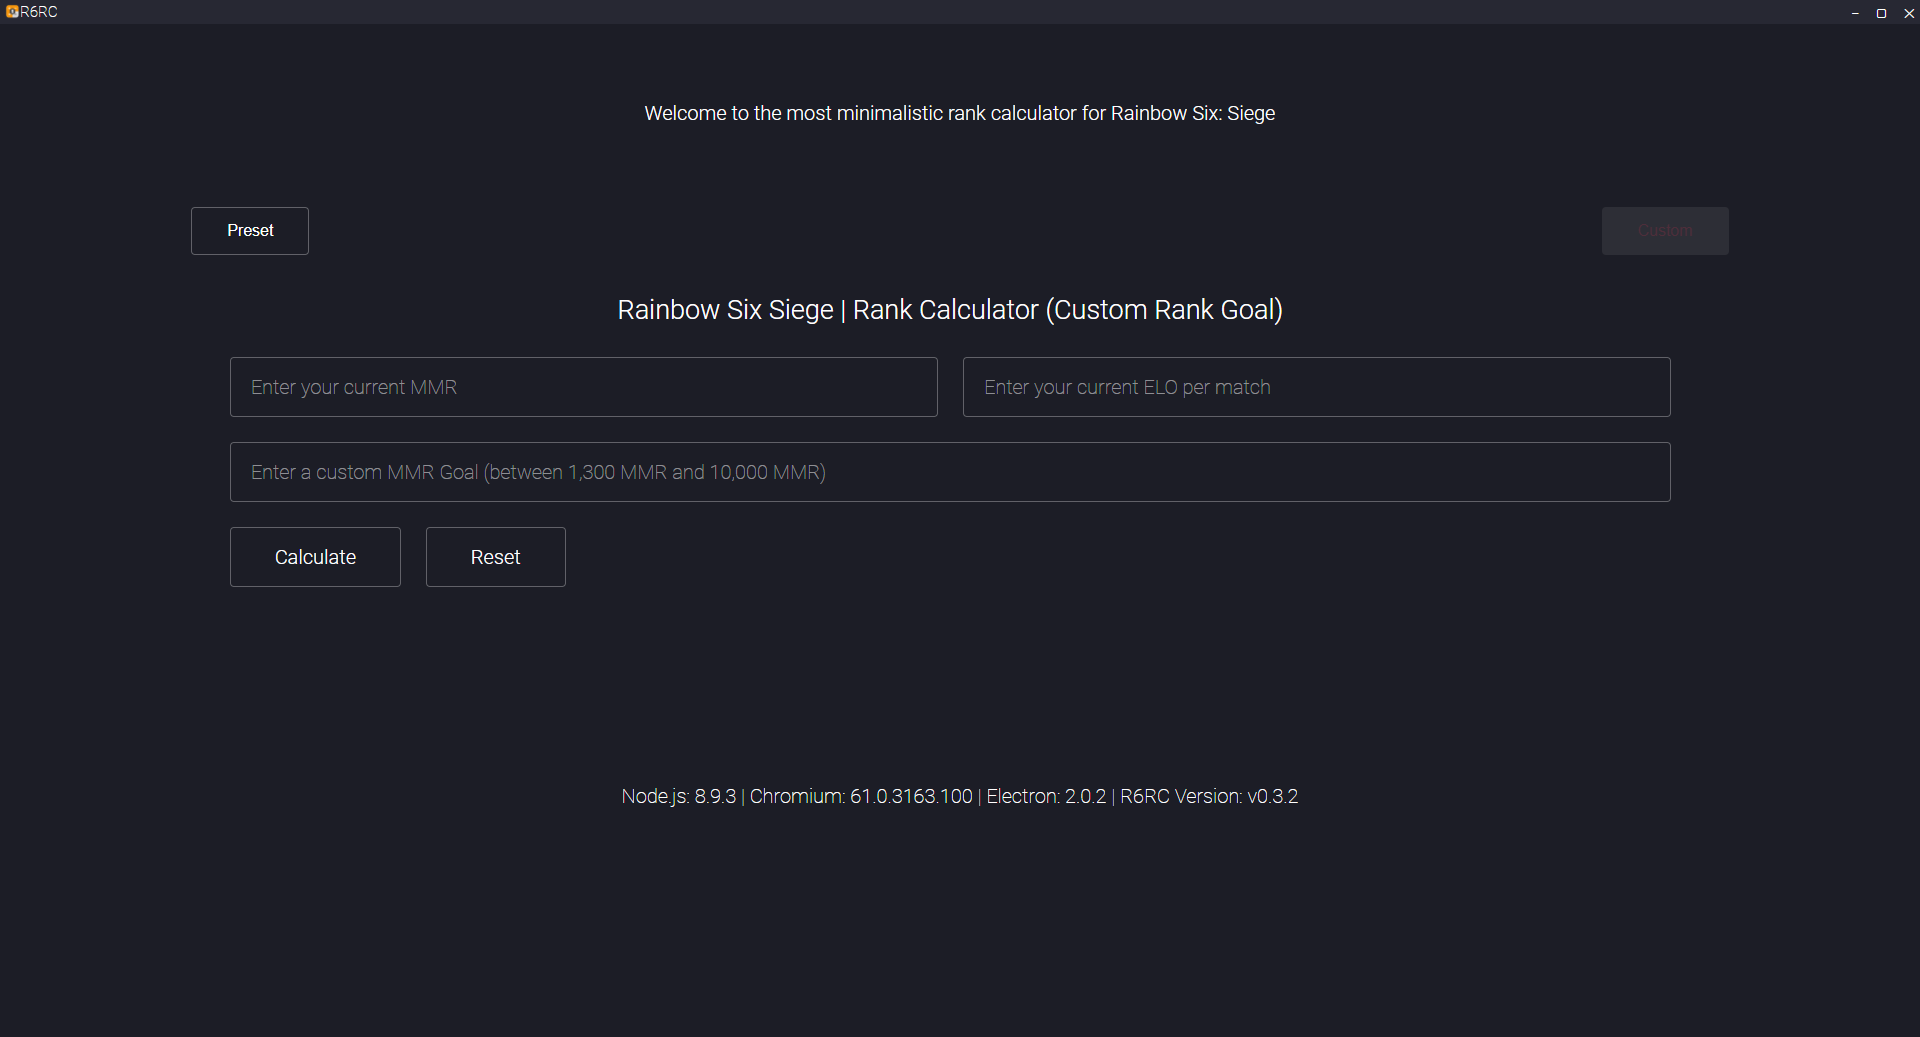 R6RC
Welcome to the most minimalistic rank calculator for Rainbow Six: Siege
Preset
Custom
Rainbow Six Siege | Rank Calculator (Custom Rank Goal)
Enter your current MMR
Enter your current ELO per match
Enter a custom MMR Goal (between 1,300 MMR and 10,000 MMR)
Calculate
Reset
Node.js: 8.9.3 | Chromium: 61.0.3163.100 | Electron: 2.0.2 | R6RC Version: v0.3.2